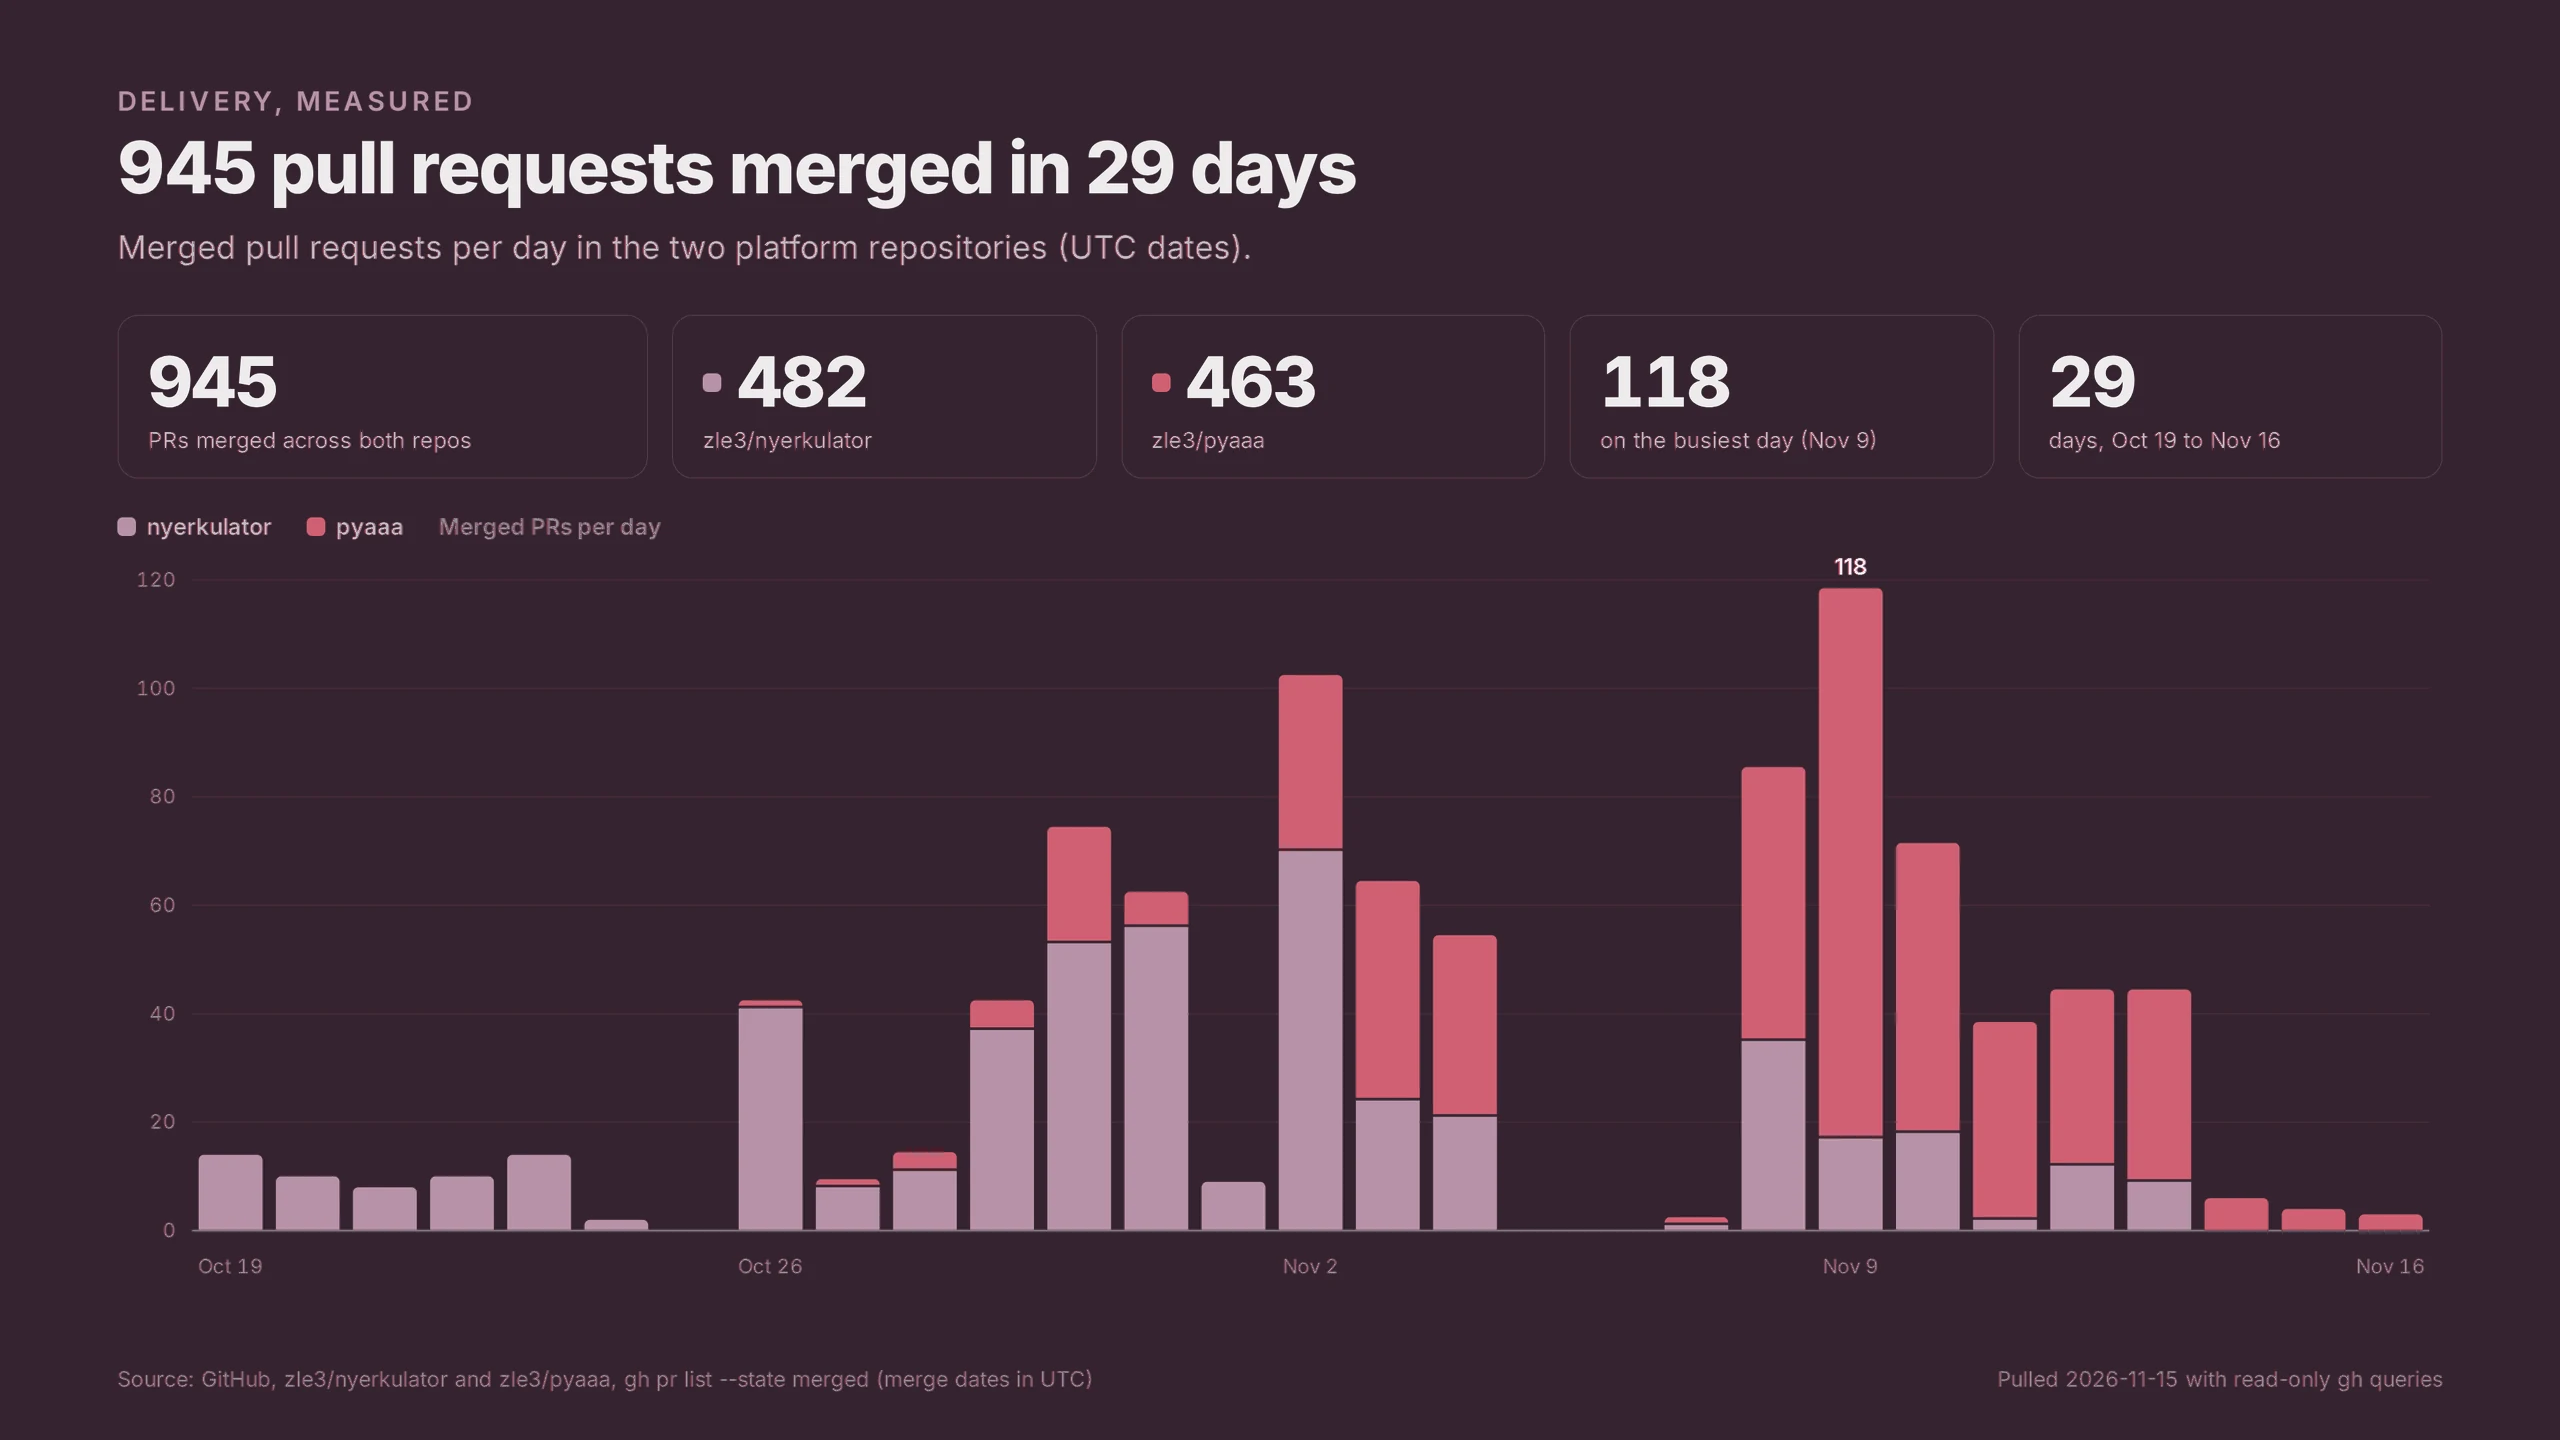 DELIVERY, MEASURED
945 pull requests merged in 29 days
Merged pull requests per day in the two platform repositories (UTC dates).
945
PRs merged across both repos
482
zle3/nyerkulator
463
zle3/pyaaa
118
on the busiest day (Nov 9)
29
days, Oct 19 to Nov 16
nyerkulator pyaaa Merged PRs per day
118
120
100
80
60
40
20
0
Oct 19 Oct 26 Nov 2 Nov 9 Nov 16
Source: GitHub, zle3/nyerkulator and zle3/pyaaa, gh pr list --state merged (merge dates in UTC)
Pulled 2026-11-15 with read-only gh queries